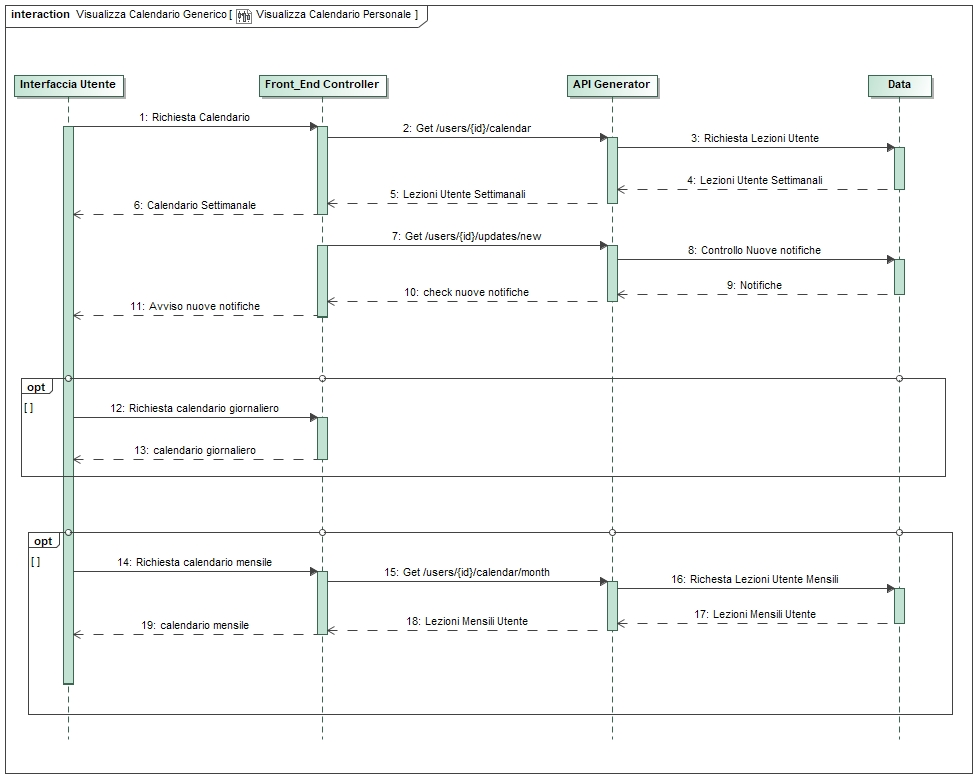 interaction Visualizza Calendario Generico [ Visualizza Calendario Personale ]
Interfaccia Utente
Front_End Controller
API Generator
Data
1: Richiesta Calendario
2: Get /users/{id}/calendar
3: Richiesta Lezioni Utente
4: Lezioni Utente Settimanali
5: Lezioni Utente Settimanali
6: Calendario Settimanale
7: Get /users/{id}/updates/new
8: Controllo Nuove notifiche
9: Notifiche
10: check nuove notifiche
11: Avviso nuove notifiche
opt
[ ]
12: Richiesta calendario giornaliero
13: calendario giornaliero
opt
[ ]
14: Richiesta calendario mensile
15: Get /users/{id}/calendar/month
16: Richesta Lezioni Utente Mensili
17: Lezioni Mensili Utente
18: Lezioni Mensili Utente
19: calendario mensile